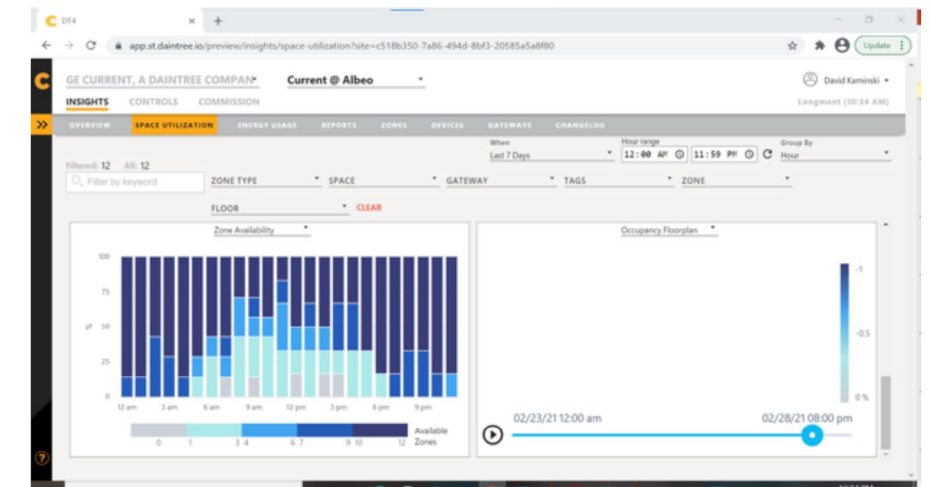 DT4
app.st.daintree.io/preview/insights/space-utilization?site=c518b350-7a86-494d-8bf3-20585a5a8f80
Update
GE CURRENT, A DAINTREE COMPAN
Current @ Albeo
David Kaminski
INSIGHTS CONTROLS COMMISSION
Longmont (10:34 AM)
OVERVIEW SPACE UTILIZATION ENERGY USAGE REPORTS ZONES DEVICES GATEWAYS CHANGELOG
When Hour range Group By
Last 7 Days 12:00 AM 11:59 PM Hour
Filtered: 12 All: 12
Filter by keyword ZONE TYPE SPACE GATEWAY TAGS ZONE
FLOOR CLEAR
Zone Availability Occupancy Floorplan
100
75
% 50
25
0
12 am 3 am 6 am 9 am 12 pm 3 pm 6 pm 9 pm
Available
0 1 3 4 6 7 9 10 12 Zones
-1
-0.5
0 %
02/23/21 12:00 am 02/28/21 08:00 pm